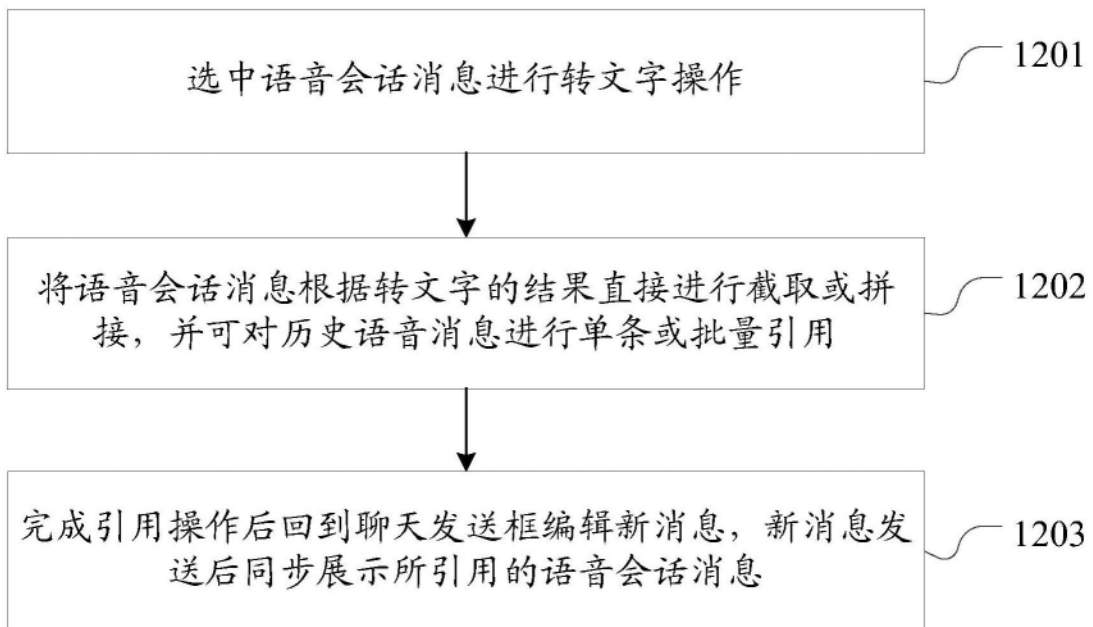 选中语音会话消息进行转文字操作
1201
将语音会话消息根据转文字的结果直接进行截取或拼
接，并可对历史语音消息进行单条或批量引用
1202
完成引用操作后回到聊天发送框编辑新消息，新消息发
送后同步展示所引用的语音会话消息
1203